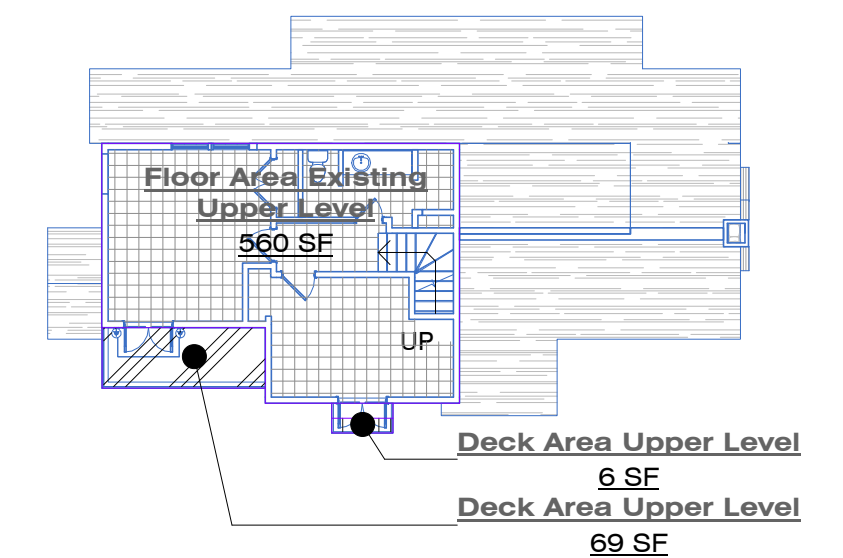 Floor Area Existing
Upper Level
560 SF
UP
Deck Area Upper Level
6 SF
Deck Area Upper Level
69 SF